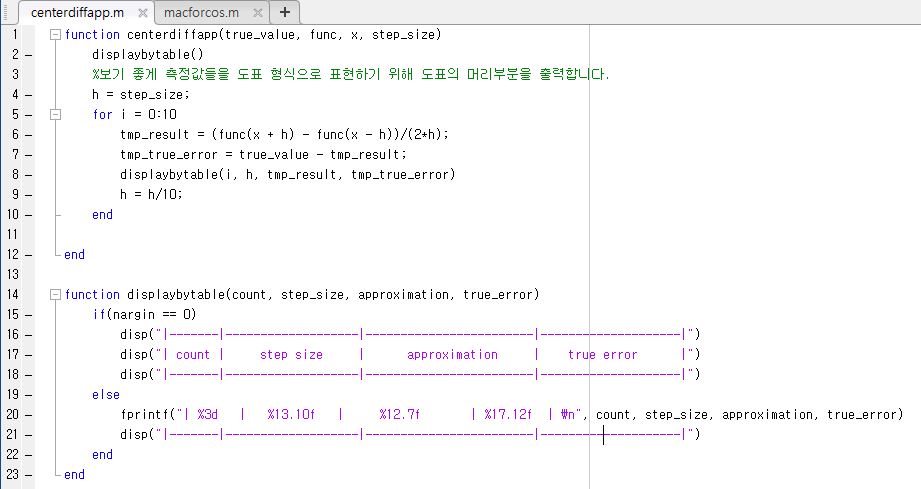 centerdiffapp.m × macforcos.m × +
1 function centerdiffapp(true_value, func, x, step_size)
2 – displaybytable()
3 %보기 좋게 측정값들을 도표 형식으로 표현하기 위해 도표의 머리부분을 출력합니다.
4 – h = step_size;
5 – for i = 0:10
6 – tmp_result = (func(x + h) - func(x - h))/(2*h);
7 – tmp_true_error = true_value - tmp_result;
8 – displaybytable(i, h, tmp_result, tmp_true_error)
9 – h = h/10;
10 – end
11
12 – end
13
14 function displaybytable(count, step_size, approximation, true_error)
15 – if(nargin == 0)
16 – disp("|-------|-------------------|------------------------|--------------------|")
17 – disp("| count |     step size     |      approximation     |    true error      |")
18 – disp("|-------|-------------------|------------------------|--------------------|")
19 – else
20 – fprintf("| %3d   |   %13.10f   |     %12.7f       | %17.12f  | ₩n", count, step_size, approximation, true_error)
21 – disp("|-------|-------------------|------------------------|--------------------|")
22 – end
23 – end